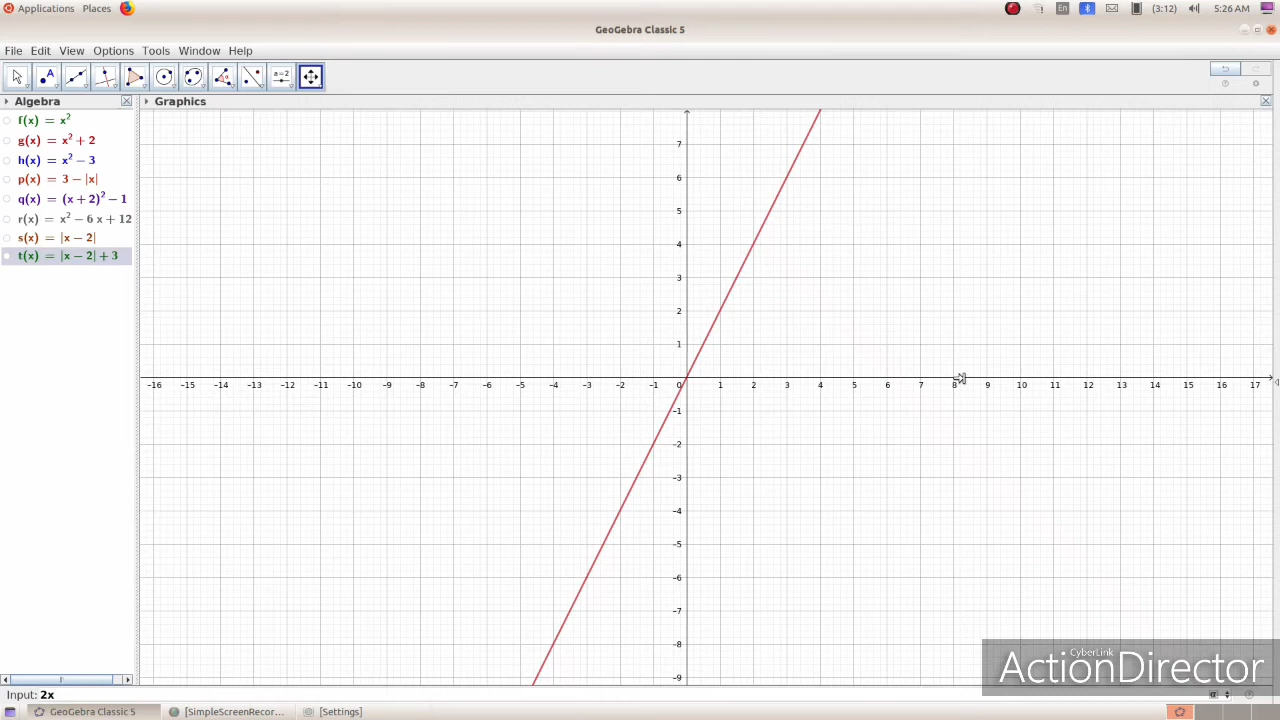 Applications Places En (3:12) 5:26 AM
GeoGebra Classic 5
File Edit View Options Tools Window Help
A a=2
Algebra Graphics
f(x) = x²
g(x) = x² + 2
h(x) = x² − 3
p(x) = 3 − |x|
q(x) = (x + 2)² − 1
r(x) = x² − 6 x + 12
s(x) = |x − 2|
t(x) = |x − 2| + 3
7
6
5
4
3
2
1
-16 -15 -14 -13 -12 -11 -10 -9 -8 -7 -6 -5 -4 -3 -2 -1 0 1 2 3 4 5 6 7 8 9 10 11 12 13 14 15 16 17
-1
-2
-3
-4
-5
-6
-7
-8
-9
CyberLink
ActionDirector
Input: 2x α
GeoGebra Classic 5 [SimpleScreenRecor... [Settings]